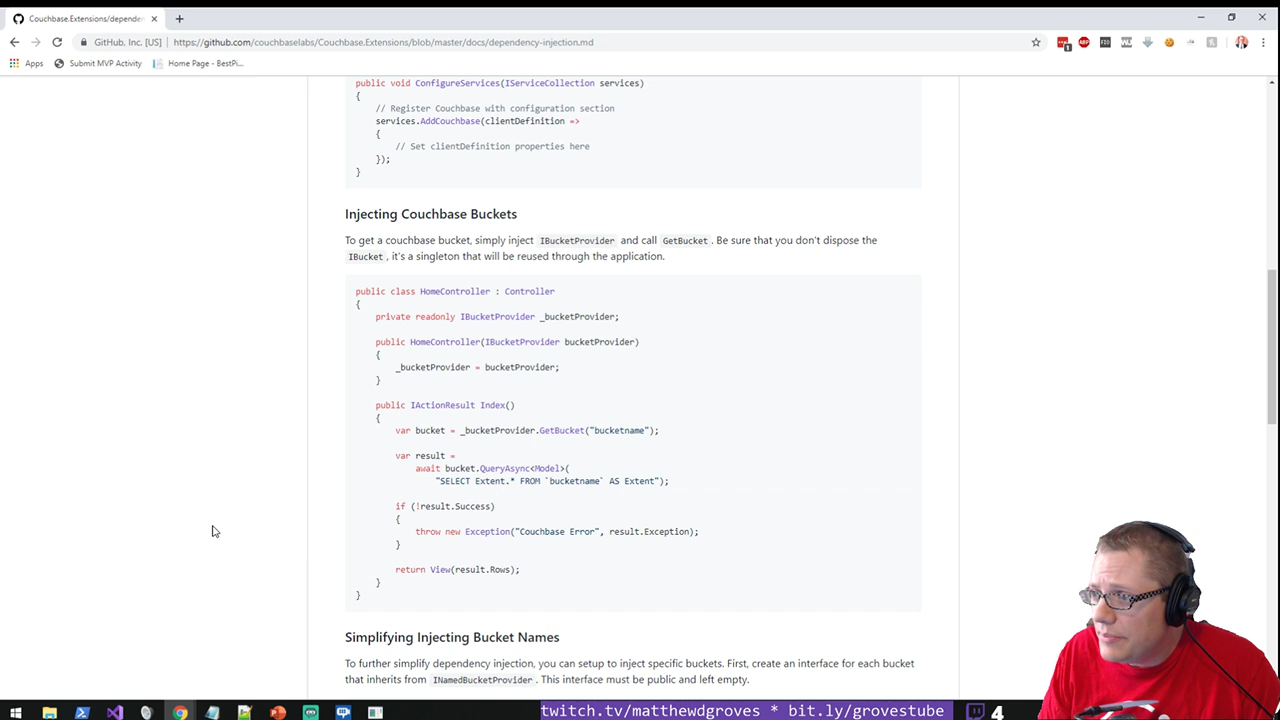 Couchbase.Extensions/depende
GitHub, Inc. [US]
https://github.com/couchbaselabs/Couchbase.Extensions/blob/master/docs/dependency-injection.md
Apps
Submit MVP Activity
Home Page - BestPi...
public void ConfigureServices(IServiceCollection services)
{
// Register Couchbase with configuration section
services.AddCouchbase(clientDefinition =>
{
// Set clientDefinition properties here
});
}
Injecting Couchbase Buckets
To get a couchbase bucket, simply inject IBucketProvider and call GetBucket. Be sure that you don't dispose the
IBucket, it's a singleton that will be reused through the application.
public class HomeController : Controller
{
private readonly IBucketProvider _bucketProvider;
public HomeController(IBucketProvider bucketProvider)
{
_bucketProvider = bucketProvider;
}
public IActionResult Index()
{
var bucket = _bucketProvider.GetBucket("bucketname");
var result =
await bucket.QueryAsync<Model>(
"SELECT Extent.* FROM `bucketname` AS Extent");
if (!result.Success)
{
throw new Exception("Couchbase Error", result.Exception);
}
return View(result.Rows);
}
}
Simplifying Injecting Bucket Names
To further simplify dependency injection, you can setup to inject specific buckets. First, create an interface for each bucket
that inherits from INamedBucketProvider. This interface must be public and left empty.
twitch.tv/matthewdgroves * bit.ly/grovestube
4